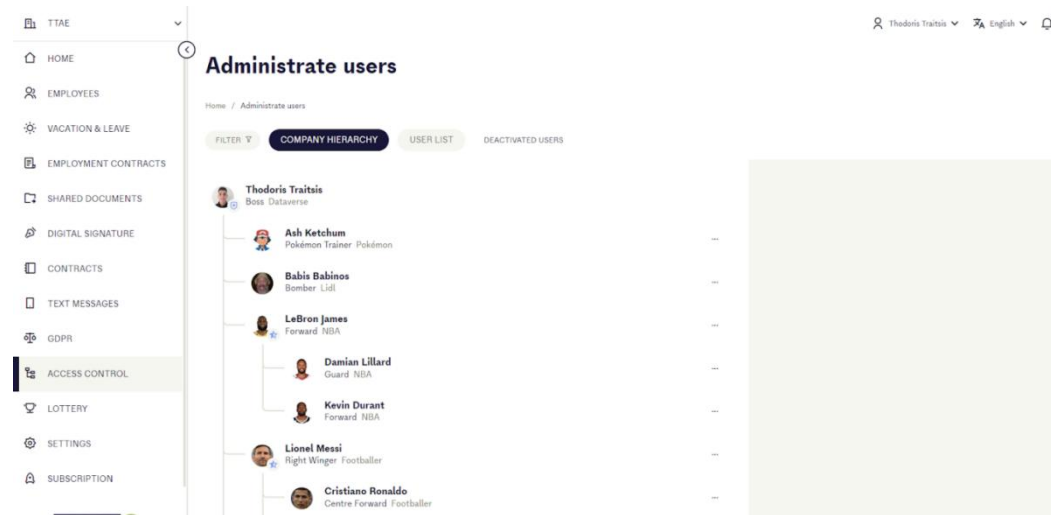 TTAE
Thodoris Traitsis
English
HOME
EMPLOYEES
VACATION & LEAVE
EMPLOYMENT CONTRACTS
SHARED DOCUMENTS
DIGITAL SIGNATURE
CONTRACTS
TEXT MESSAGES
GDPR
ACCESS CONTROL
LOTTERY
SETTINGS
SUBSCRIPTION
Administrate users
Home / Administrate users
FILTER COMPANY HIERARCHY USER LIST DEACTIVATED USERS
Thodoris Traitsis
Boss Dataverse
Ash Ketchum
Pokémon Trainer Pokémon
Babis Babinos
Bomber Lidl
LeBron James
Forward NBA
Damian Lillard
Guard NBA
Kevin Durant
Forward NBA
Lionel Messi
Right Winger Footballer
Cristiano Ronaldo
Centre Forward Footballer